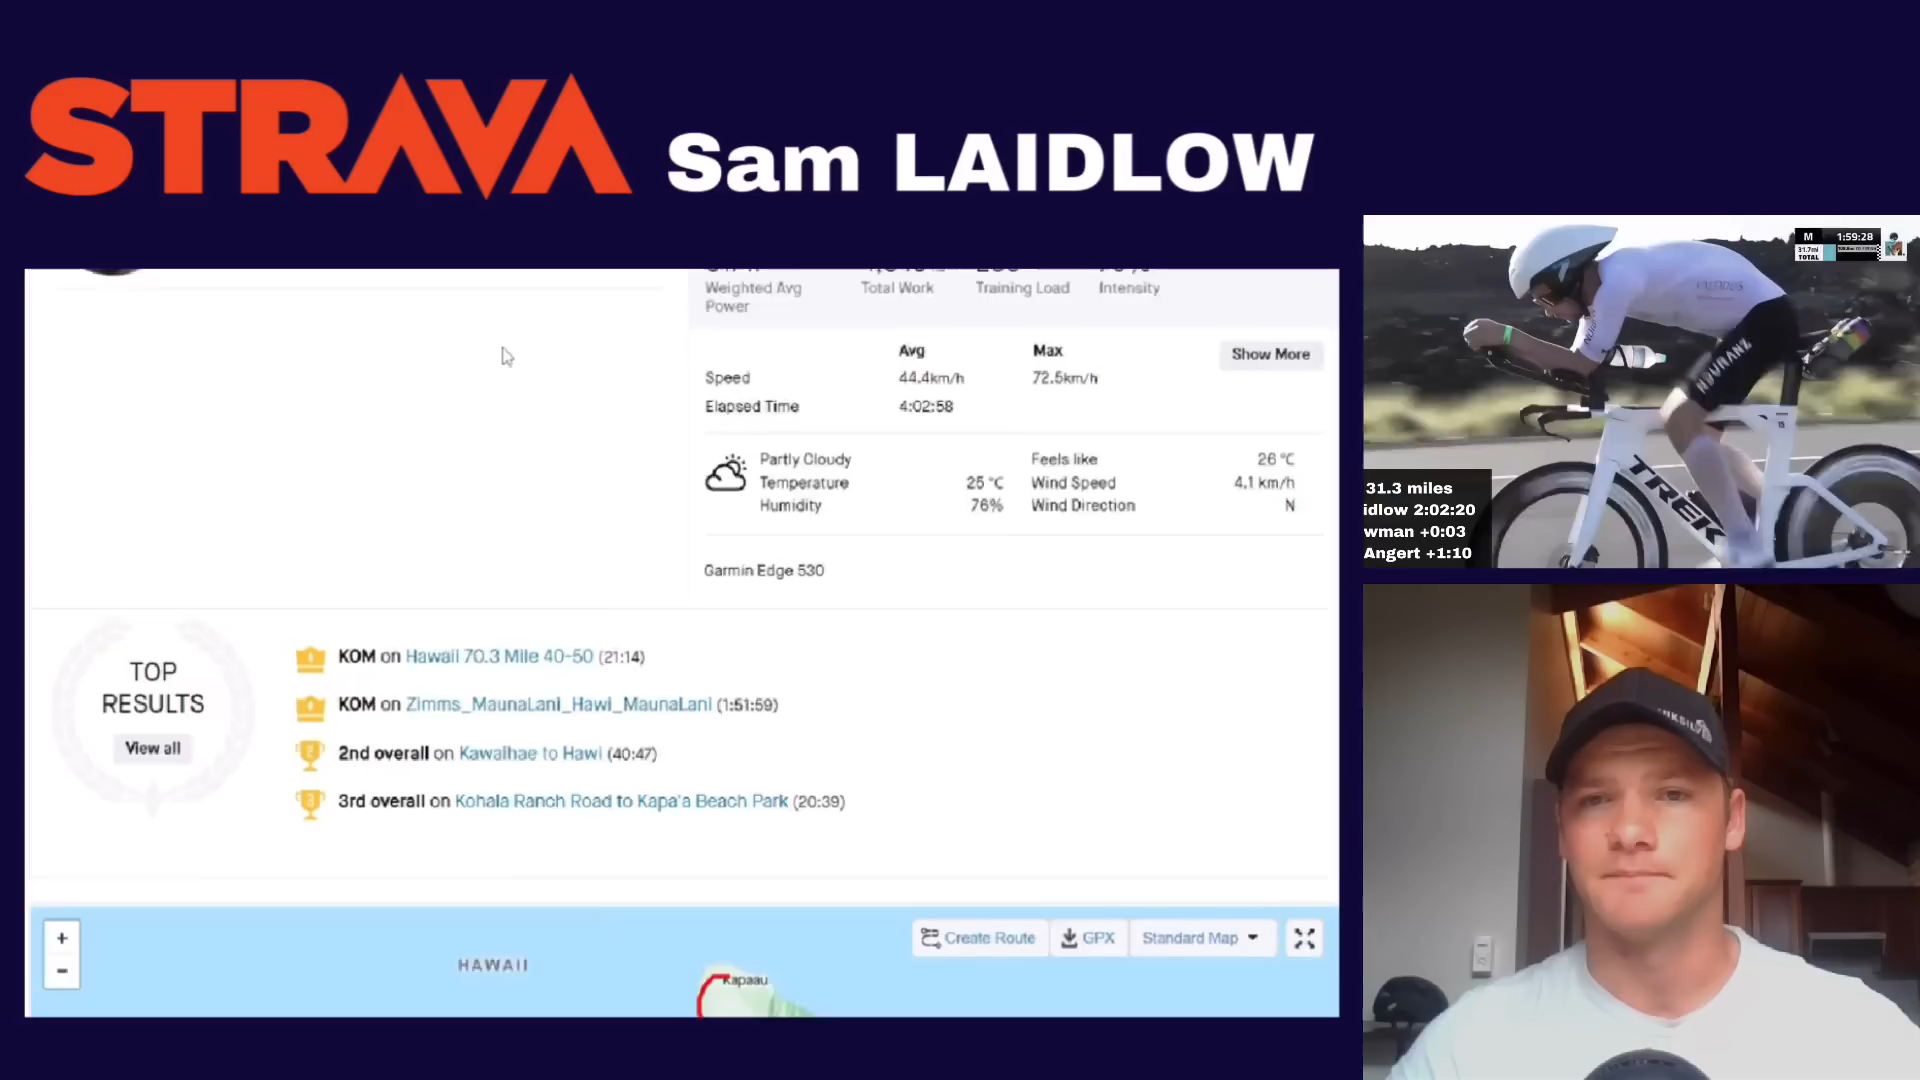 STRAVA Sam LAIDLOW
Weighted Avg Power
Total Work
Training Load
Intensity
Avg Max
Show More
Speed 44.4km/h 72.5km/h
Elapsed Time 4:02:58
Partly Cloudy
Feels like 26 °C
Temperature 25 °C
Wind Speed 4.1 km/h
Humidity 76%
Wind Direction N
Garmin Edge 530
TOP
RESULTS
View all
KOM on Hawaii 70.3 Mile 40-50 (21:14)
KOM on Zimms_MaunaLani_Hawi_MaunaLani (1:51:59)
2nd overall on Kawaihae to Hawi (40:47)
3rd overall on Kohala Ranch Road to Kapa'a Beach Park (20:39)
+
-
Create Route
GPX
Standard Map
HAWAII
Kapaau
M 1:59:28
31.7mi
TOTAL
NDURANZ
TREK
31.3 miles
idlow 2:02:20
wman +0:03
Angert +1:10